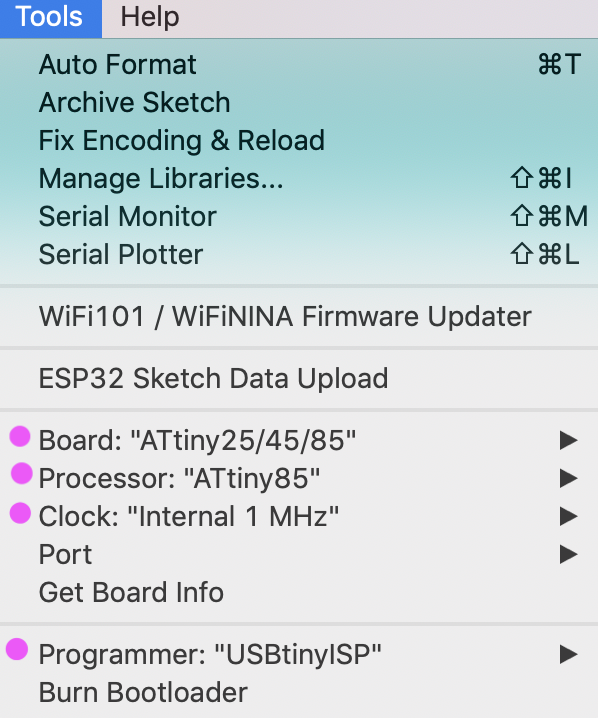 Tools Help
Auto Format ⌘T
Archive Sketch
Fix Encoding & Reload
Manage Libraries... ⇧⌘I
Serial Monitor ⇧⌘M
Serial Plotter ⇧⌘L
WiFi101 / WiFiNINA Firmware Updater
ESP32 Sketch Data Upload
Board: "ATtiny25/45/85"
Processor: "ATtiny85"
Clock: "Internal 1 MHz"
Port
Get Board Info
Programmer: "USBtinyISP"
Burn Bootloader